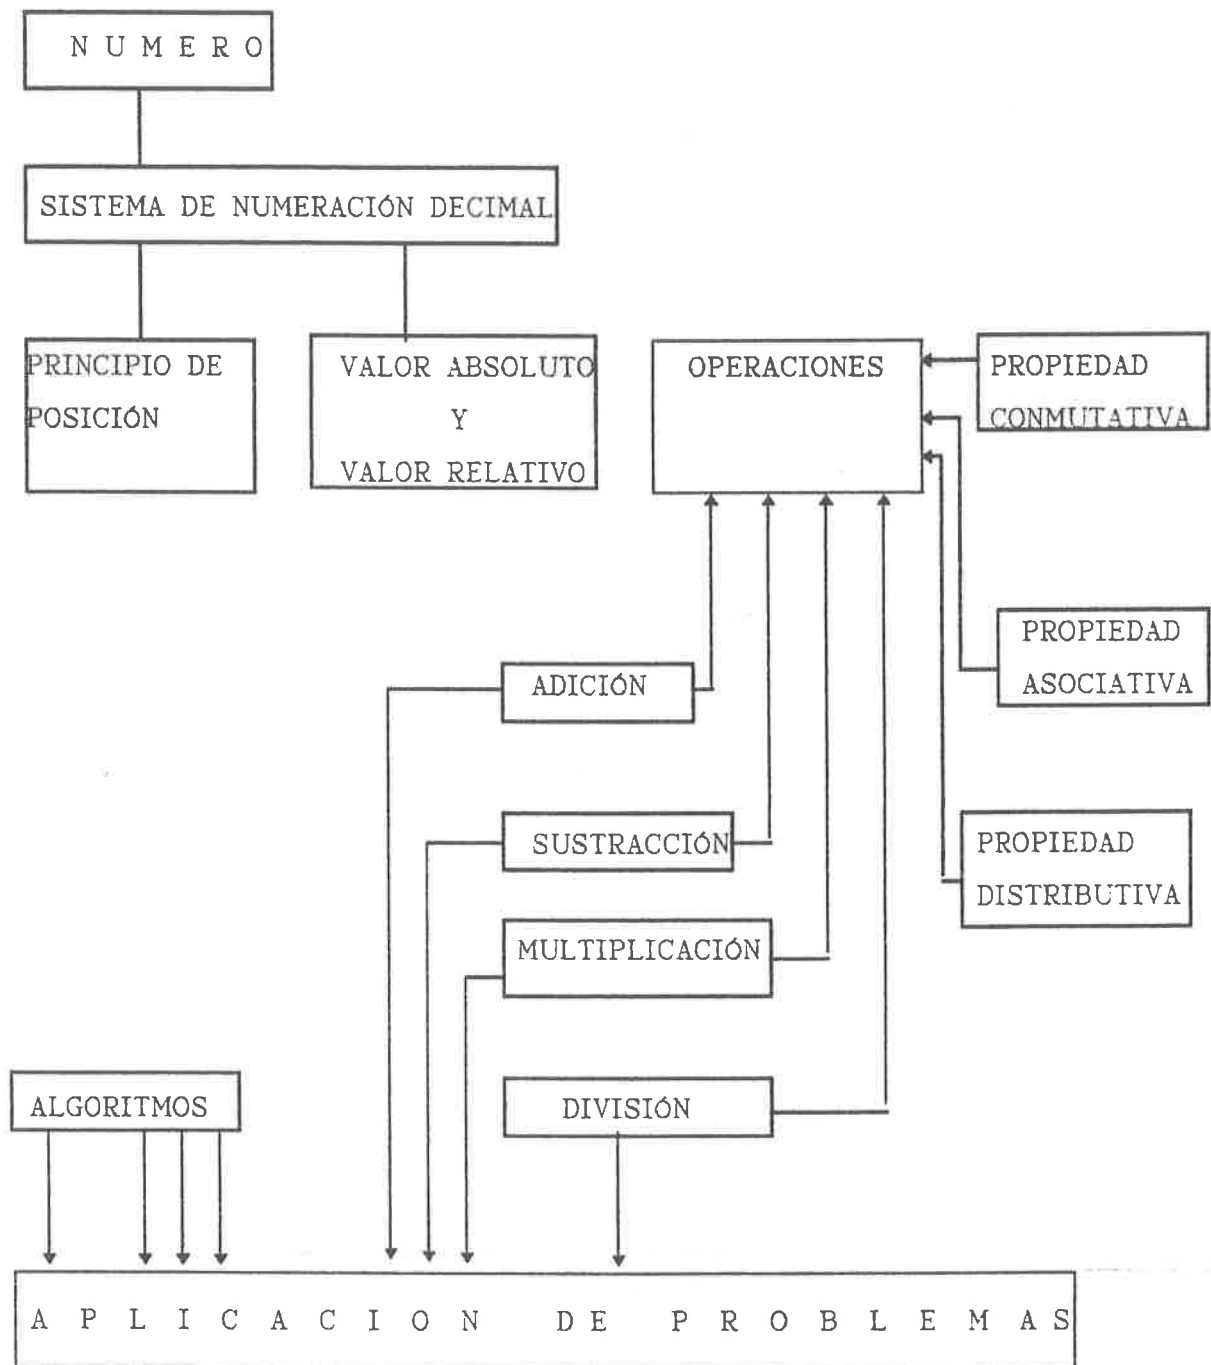 N U M E R O
SISTEMA DE NUMERACIÓN DECIMAL
PRINCIPIO DE
POSICIÓN
VALOR ABSOLUTO
Y
VALOR RELATIVO
OPERACIONES
PROPIEDAD
CONMUTATIVA
PROPIEDAD
ASOCIATIVA
ADICIÓN
SUSTRACCIÓN
PROPIEDAD
DISTRIBUTIVA
MULTIPLICACIÓN
ALGORITMOS
DIVISIÓN
A P L I C A C I O N D E P R O B L E M A S